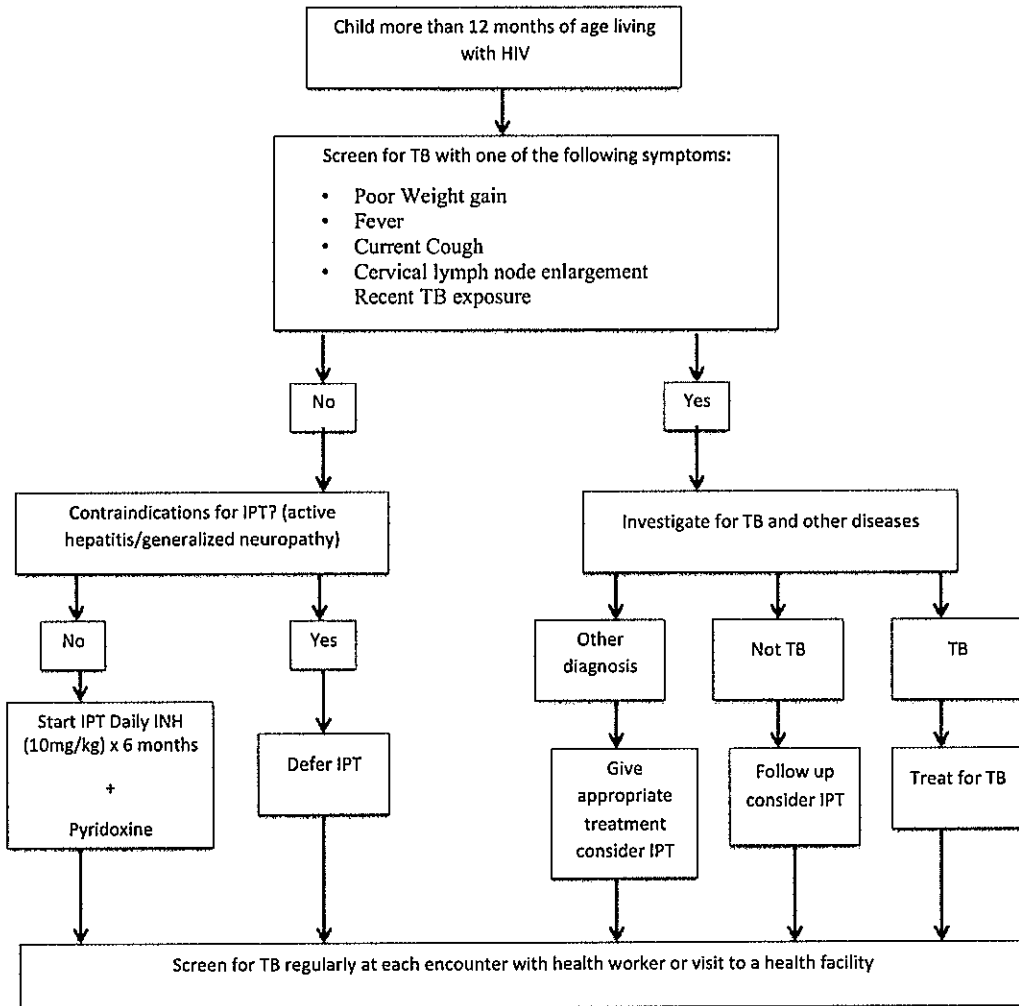 Child more than 12 months of age living
with HIV
Screen for TB with one of the following symptoms:
• Poor Weight gain
• Fever
• Current Cough
• Cervical lymph node enlargement
Recent TB exposure
No
Yes
Contraindications for IPT? (active
hepatitis/generalized neuropathy)
Investigate for TB and other diseases
No
Yes
Other
diagnosis
Not TB
TB
Start IPT Daily INH
(10mg/kg) x 6 months
+
Pyridoxine
Defer IPT
Give
appropriate
treatment
consider IPT
Follow up
consider IPT
Treat for TB
Screen for TB regularly at each encounter with health worker or visit to a health facility